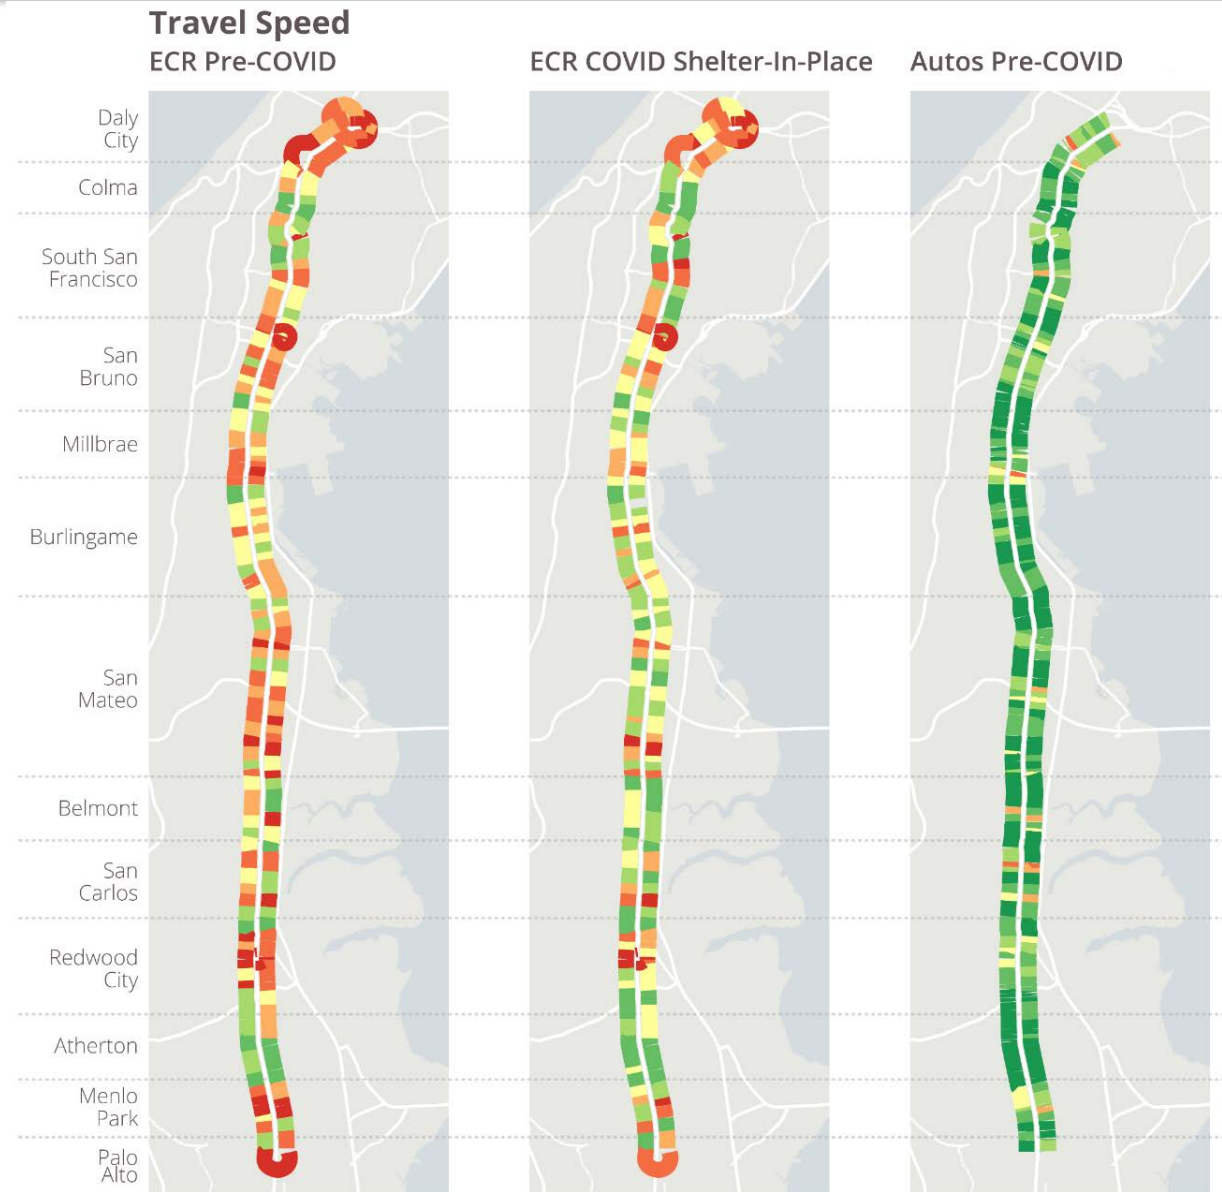 Travel Speed
ECR Pre-COVID
ECR COVID Shelter-In-Place
Autos Pre-COVID
Daly
City
Colma
South San
Francisco
San
Bruno
Millbrae
Burlingame
San
Mateo
Belmont
San
Carlos
Redwood
City
Atherton
Menlo
Park
Palo
Alto